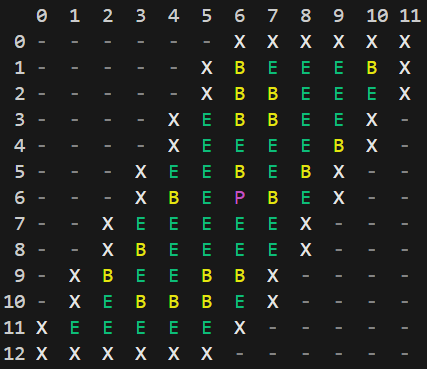 0 1 2 3 4 5 6 7 8 9 10 11
0 - - - - - - X X X X X X
1 - - - - - X B E E E B X
2 - - - - - X B B E E E X
3 - - - - X E B B E E X -
4 - - - - X E E E E B X -
5 - - - X E E B E B X - -
6 - - - X B E P B E X - -
7 - - X E E E E E X - - -
8 - - X B E E E E X - - -
9 - X B E E B B X - - - -
10 - X E B B B E X - - - -
11 X E E E E E X - - - - -
12 X X X X X X - - - - - -